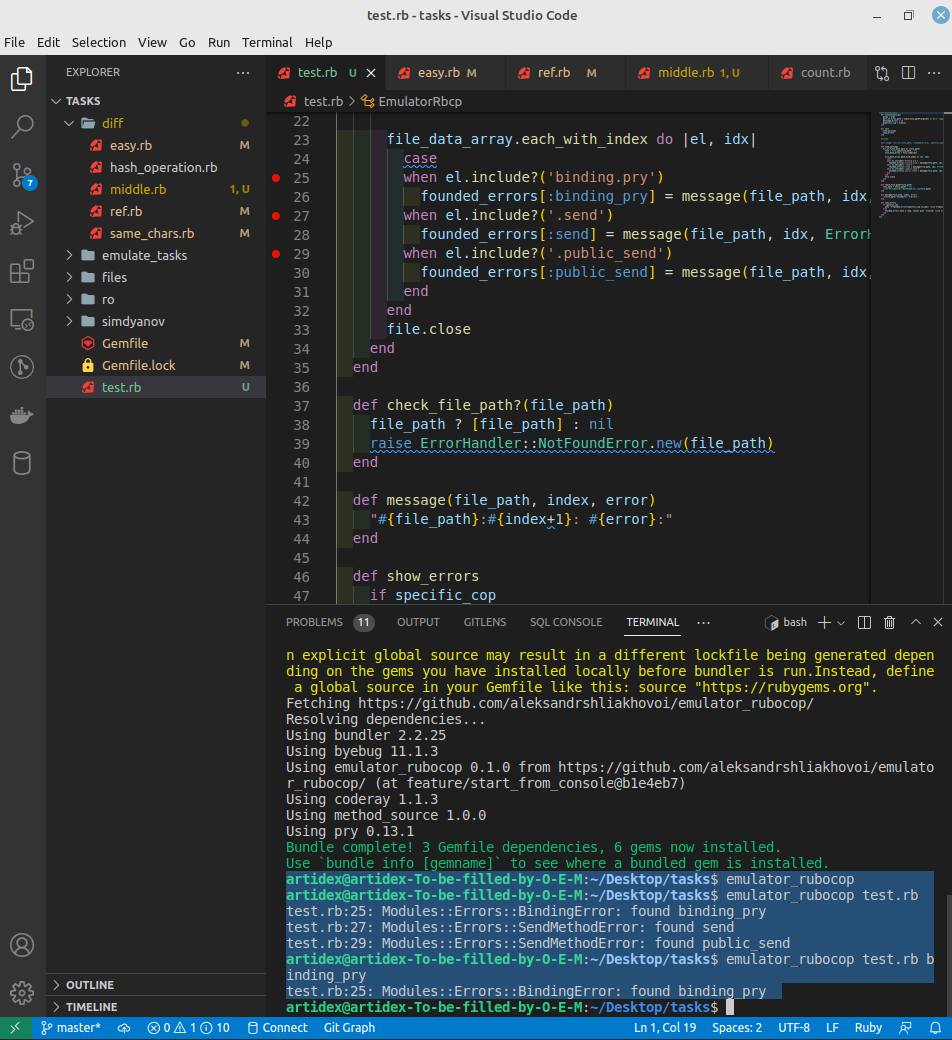 test.rb - tasks - Visual Studio Code
File Edit Selection View Go Run Terminal Help
EXPLORER
TASKS
diff
easy.rb M
hash_operation.rb
middle.rb 1, U
ref.rb M
same_chars.rb M
emulate_tasks
files
ro
simdyanov
Gemfile M
Gemfile.lock M
test.rb U
OUTLINE
TIMELINE
7
test.rb U easy.rb M ref.rb M middle.rb 1, U count.rb
test.rb > EmulatorRbcp
22
23 file_data_array.each_with_index do |el, idx|
24 case
25 when el.include?('binding.pry')
26 founded_errors[:binding_pry] = message(file_path, idx,
27 when el.include?('.send')
28 founded_errors[:send] = message(file_path, idx, ErrorH
29 when el.include?('.public_send')
30 founded_errors[:public_send] = message(file_path, idx,
31 end
32 end
33 file.close
34 end
35 end
36
37 def check_file_path?(file_path)
38 file_path ? [file_path] : nil
39 raise ErrorHandler::NotFoundError.new(file_path)
40 end
41
42 def message(file_path, index, error)
43 "#{file_path}:#{index+1}: #{error}:"
44 end
45
46 def show_errors
47 if specific_cop
PROBLEMS 11 OUTPUT GITLENS SQL CONSOLE TERMINAL ... bash
n explicit global source may result in a different lockfile being generated depen
ding on the gems you have installed locally before bundler is run.Instead, define
a global source in your Gemfile like this: source "https://rubygems.org".
Fetching https://github.com/aleksandrshliakhovoi/emulator_rubocop/
Resolving dependencies...
Using bundler 2.2.25
Using byebug 11.1.3
Using emulator_rubocop 0.1.0 from https://github.com/aleksandrshliakhovoi/emulato
r_rubocop/ (at feature/start_from_console@b1e4eb7)
Using coderay 1.1.3
Using method_source 1.0.0
Using pry 0.13.1
Bundle complete! 3 Gemfile dependencies, 6 gems now installed.
Use `bundle info [gemname]` to see where a bundled gem is installed.
artidex@artidex-To-be-filled-by-O-E-M:~/Desktop/tasks$ emulator_rubocop
artidex@artidex-To-be-filled-by-O-E-M:~/Desktop/tasks$ emulator_rubocop test.rb
test.rb:25: Modules::Errors::BindingError: found binding_pry
test.rb:27: Modules::Errors::SendMethodError: found send
test.rb:29: Modules::Errors::SendMethodError: found public_send
artidex@artidex-To-be-filled-by-O-E-M:~/Desktop/tasks$ emulator_rubocop test.rb b
inding_pry
test.rb:25: Modules::Errors::BindingError: found binding_pry
artidex@artidex-To-be-filled-by-O-E-M:~/Desktop/tasks$
master* 0 1 10 Connect Git Graph Ln 1, Col 19 Spaces: 2 UTF-8 LF Ruby